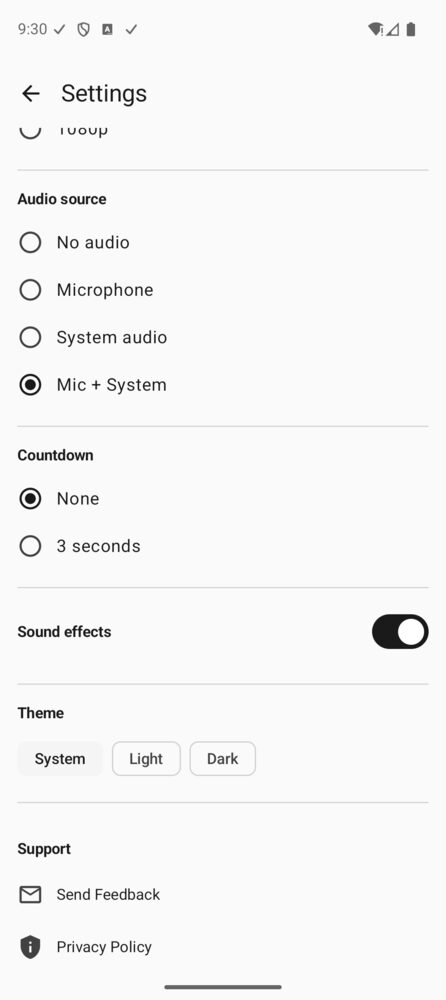 9:30
Settings
1080p
Audio source
No audio
Microphone
System audio
Mic + System
Countdown
None
3 seconds
Sound effects
Theme
System Light Dark
Support
Send Feedback
Privacy Policy